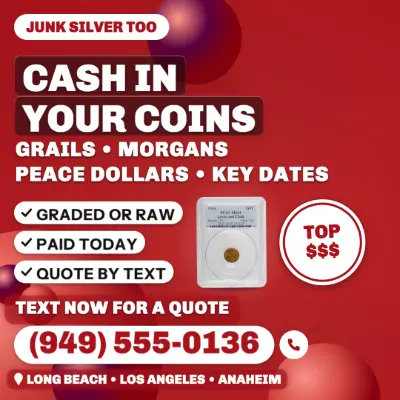 JUNK SILVER TOO
CASH IN
YOUR COINS
GRAILS • MORGANS
PEACE DOLLARS • KEY DATES
GRADED OR RAW
PAID TODAY
QUOTE BY TEXT
TOP
$$$
TEXT NOW FOR A QUOTE
(949) 555-0136
LONG BEACH • LOS ANGELES • ANAHEIM